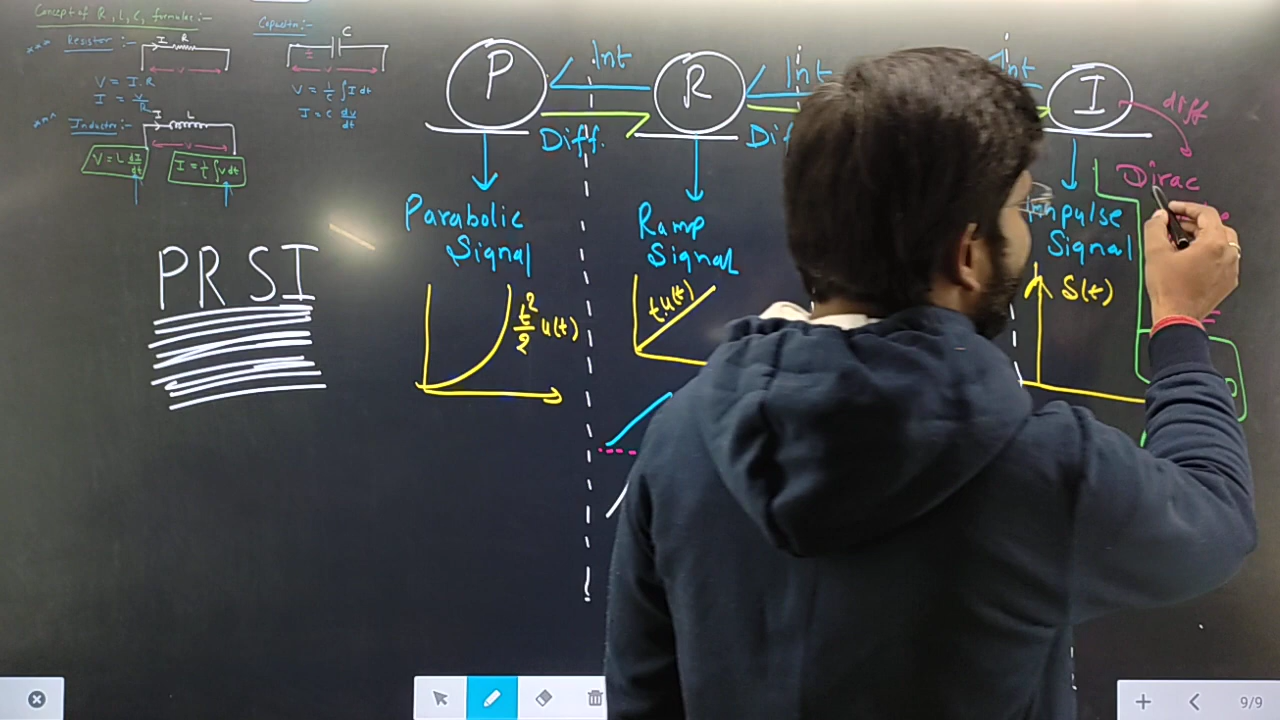 Concept of R, L, C, formulae:-
Resistor :-
I R
V
V = I.R
I = V/R
Inductor:-
I L
V
V = L dI/dt
I = 1/L ∫v dt
Capacitor:-
C
V
V = 1/C ∫I dt
I = C dv/dt
PRSI
P
Int
Diff.
R
Int
I
diff
Dirac
Parabolic
Signal
t²/2 u(t)
Ramp
Signal
t.u(t)
Impulse
Signal
δ(t)
9/9